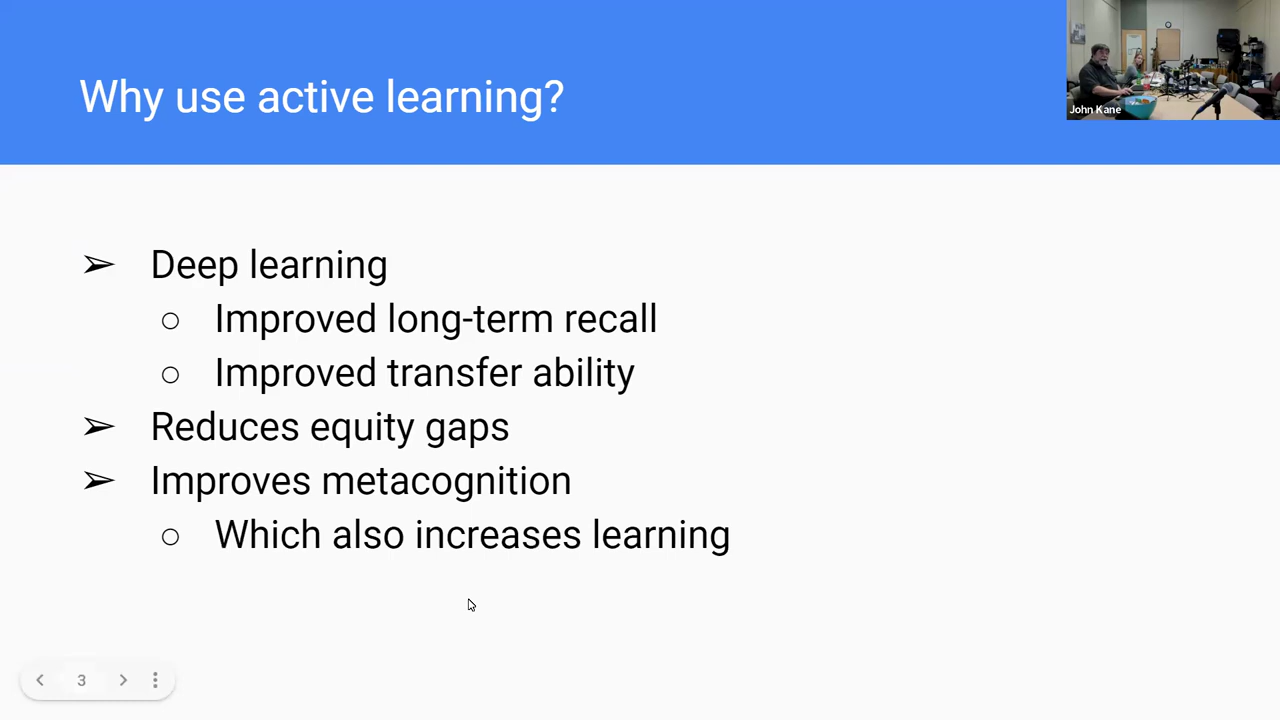 Why use active learning?
John Kane
➢ Deep learning
○ Improved long-term recall
○ Improved transfer ability
➢ Reduces equity gaps
➢ Improves metacognition
○ Which also increases learning
3